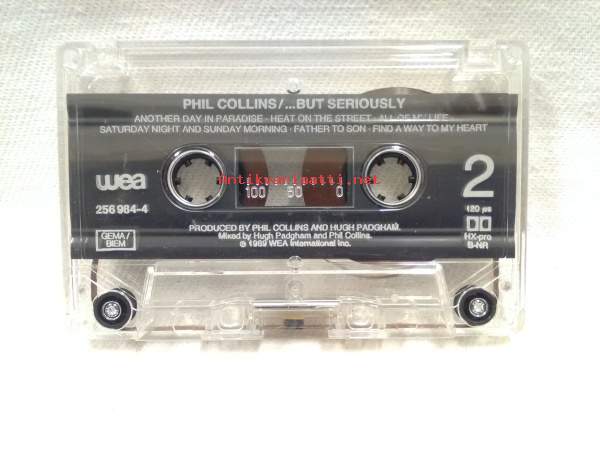 PHIL COLLINS/...BUT SERIOUSLY
ANOTHER DAY IN PARADISE · HEAT ON THE STREET · ALL OF MY LIFE
SATURDAY NIGHT AND SUNDAY MORNING · FATHER TO SON · FIND A WAY TO MY HEART
wea
256 984-4
GEMA/
BIEM
Antikvariaatti.net
100 50 0
2
120 µs
HX-pro
B-NR
PRODUCED BY PHIL COLLINS AND HUGH PADGHAM
Mixed by Hugh Padgham and Phil Collins.
℗ 1989 WEA International Inc.